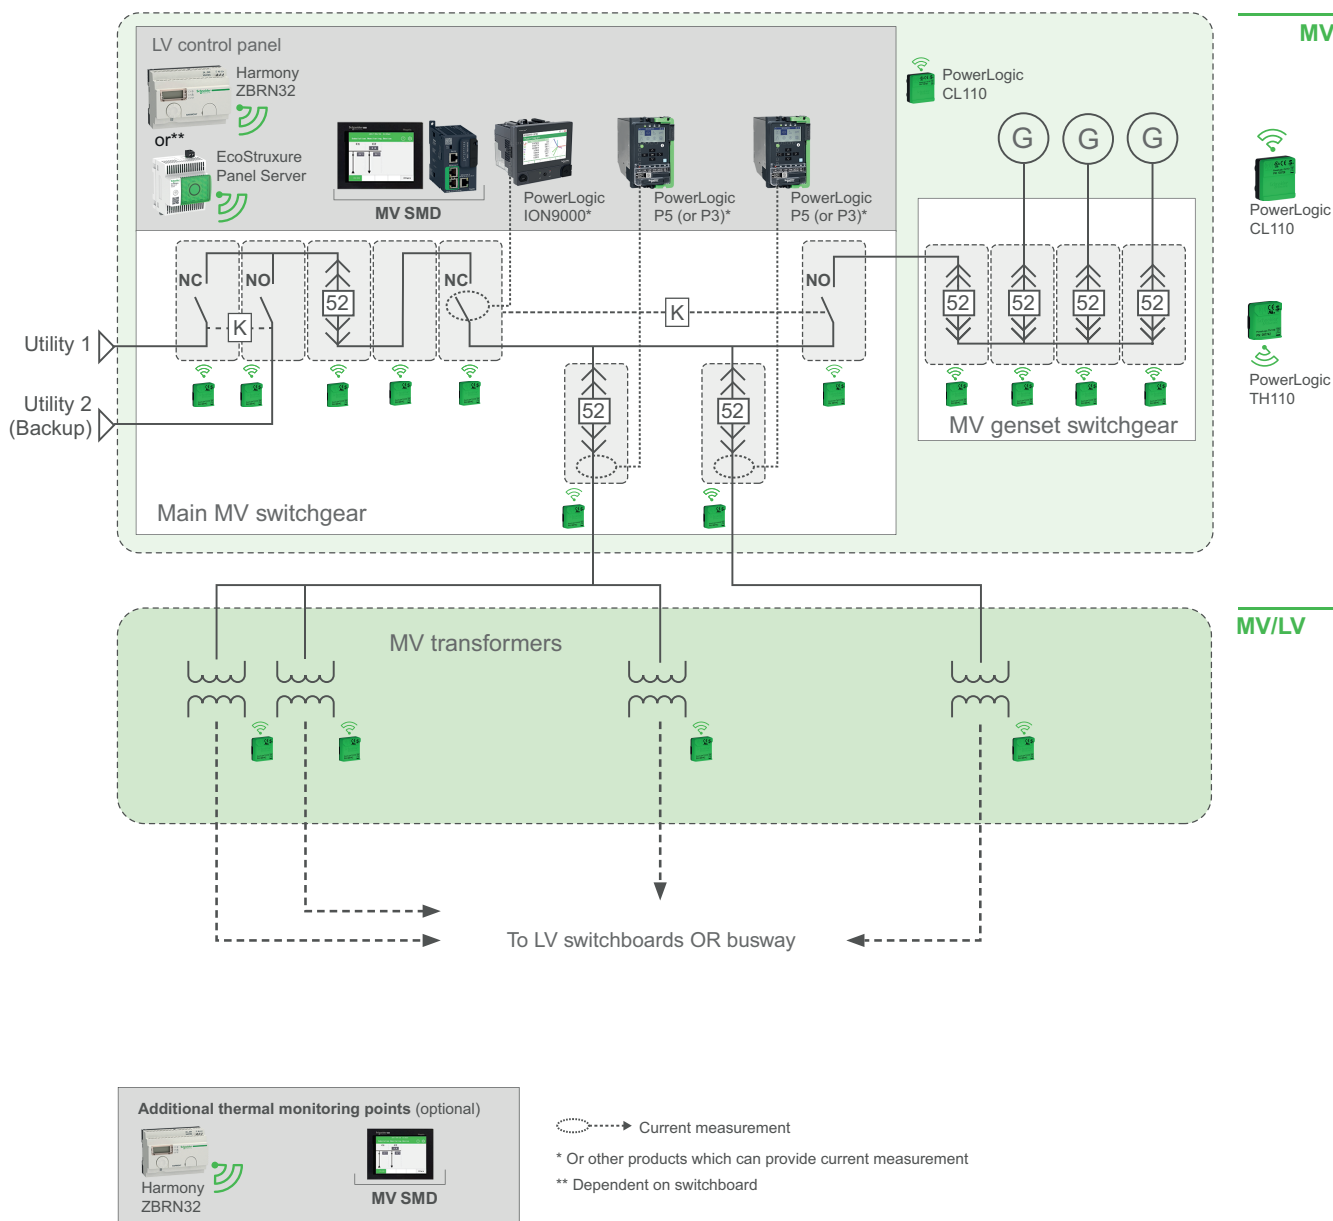 MV
LV control panel
Harmony
ZBRN32
or**
EcoStruxure
Panel Server
MV SMD
PowerLogic
ION9000*
PowerLogic
P5 (or P3)*
PowerLogic
P5 (or P3)*
PowerLogic
CL110
G
G
G
PowerLogic
CL110
PowerLogic
TH110
NC
NO
52
NC
NO
52
52
52
52
K
K
Utility 1
Utility 2
(Backup)
52
52
MV genset switchgear
Main MV switchgear
MV/LV
MV transformers
To LV switchboards OR busway
Additional thermal monitoring points (optional)
Harmony
ZBRN32
MV SMD
Current measurement
* Or other products which can provide current measurement
** Dependent on switchboard